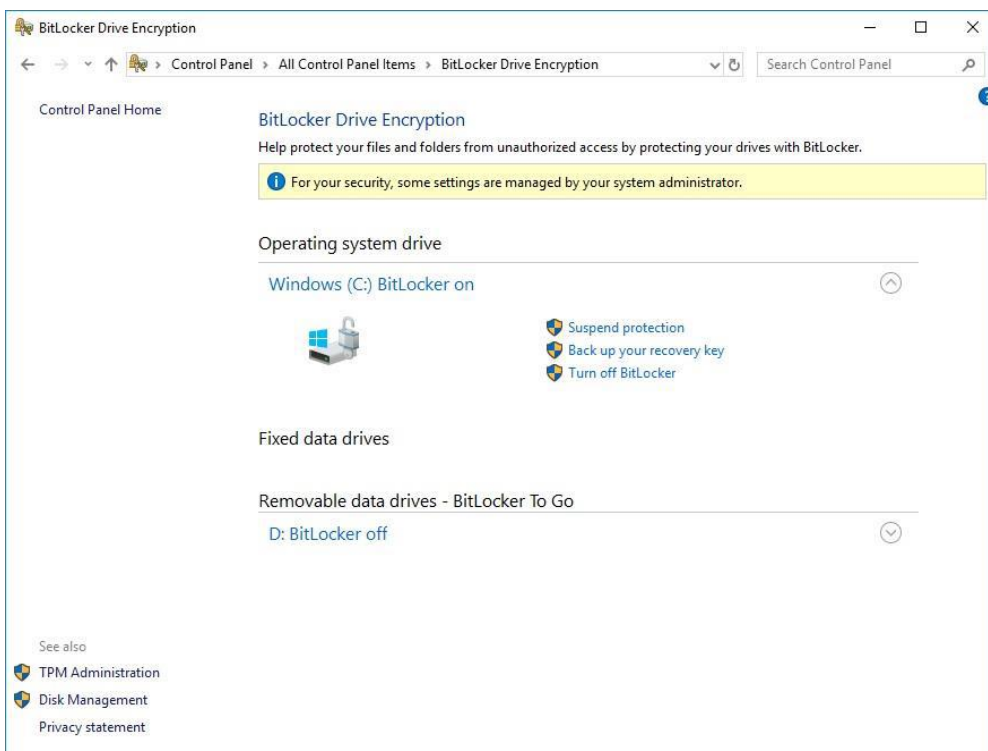 BitLocker Drive Encryption
Control Panel > All Control Panel Items > BitLocker Drive Encryption
Search Control Panel
Control Panel Home
BitLocker Drive Encryption
Help protect your files and folders from unauthorized access by protecting your drives with BitLocker.
For your security, some settings are managed by your system administrator.
Operating system drive
Windows (C:) BitLocker on
Suspend protection
Back up your recovery key
Turn off BitLocker
Fixed data drives
Removable data drives - BitLocker To Go
D: BitLocker off
See also
TPM Administration
Disk Management
Privacy statement